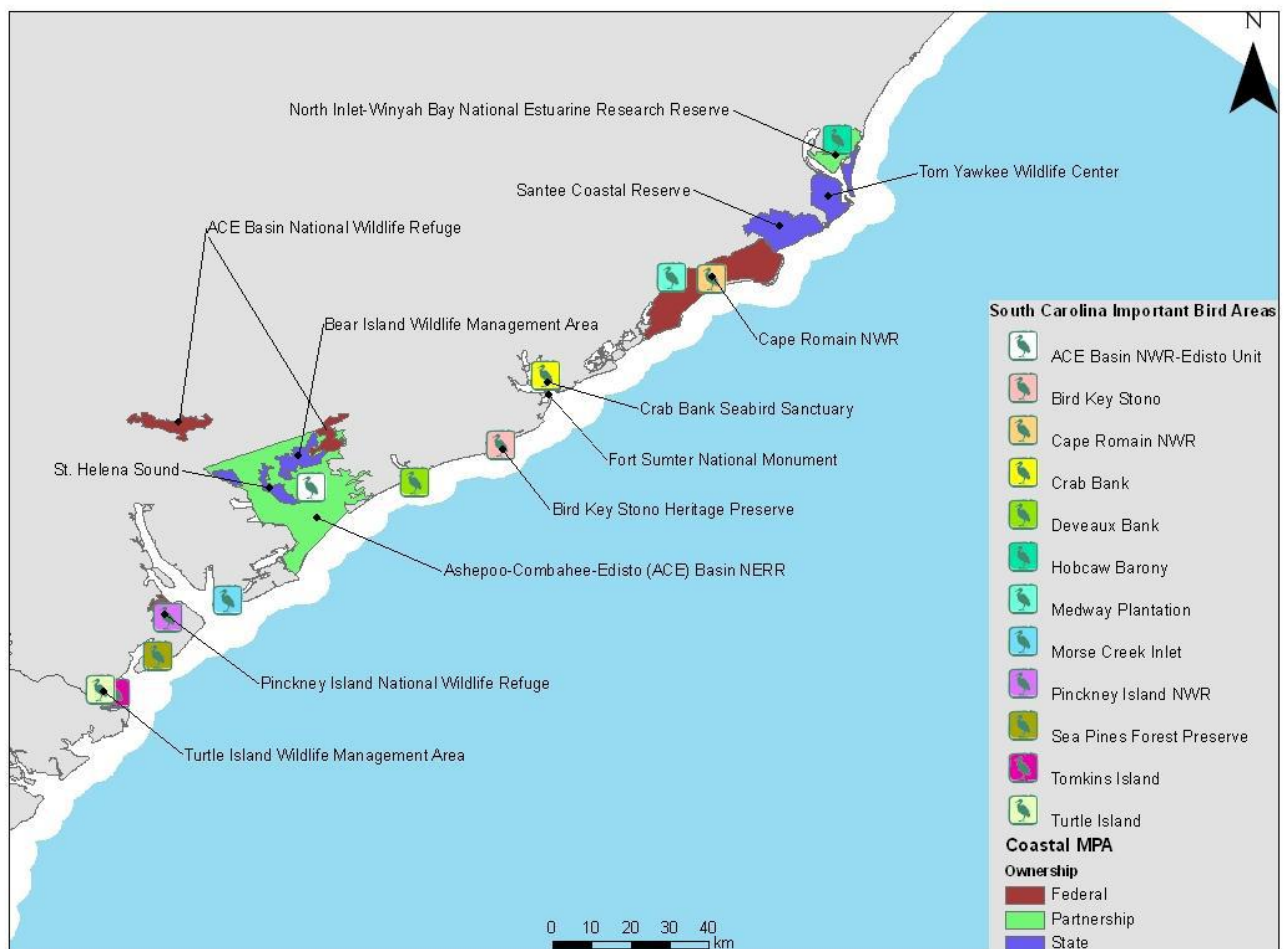 N
North Inlet-Winyah Bay National Estuarine Research Reserve
Tom Yawkee Wildlife Center
Santee Coastal Reserve
ACE Basin National Wildlife Refuge
Bear Island Wildlife Management Area
Cape Romain NWR
Crab Bank Seabird Sanctuary
St. Helena Sound
Fort Sumter National Monument
Bird Key Stono Heritage Preserve
Ashepoo-Combahee-Edisto (ACE) Basin NERR
Pinckney Island National Wildlife Refuge
Turtle Island Wildlife Management Area
South Carolina Important Bird Areas
ACE Basin NWR-Edisto Unit
Bird Key Stono
Cape Romain NWR
Crab Bank
Deveaux Bank
Hobcaw Barony
Medway Plantation
Morse Creek Inlet
Pinckney Island NWR
Sea Pines Forest Preserve
Tomkins Island
Turtle Island
Coastal MPA
Ownership
Federal
Partnership
State
0 10 20 30 40
km